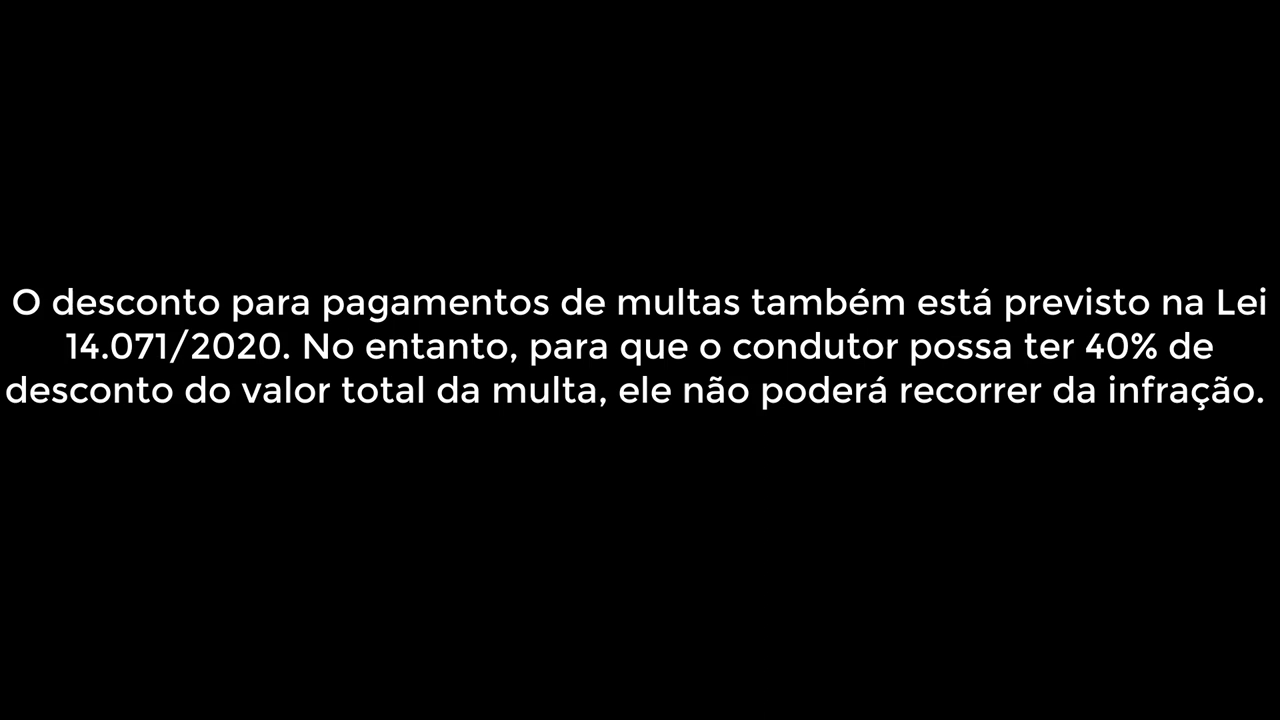 O desconto para pagamentos de multas também está previsto na Lei
14.071/2020. No entanto, para que o condutor possa ter 40% de
desconto do valor total da multa, ele não poderá recorrer da infração.